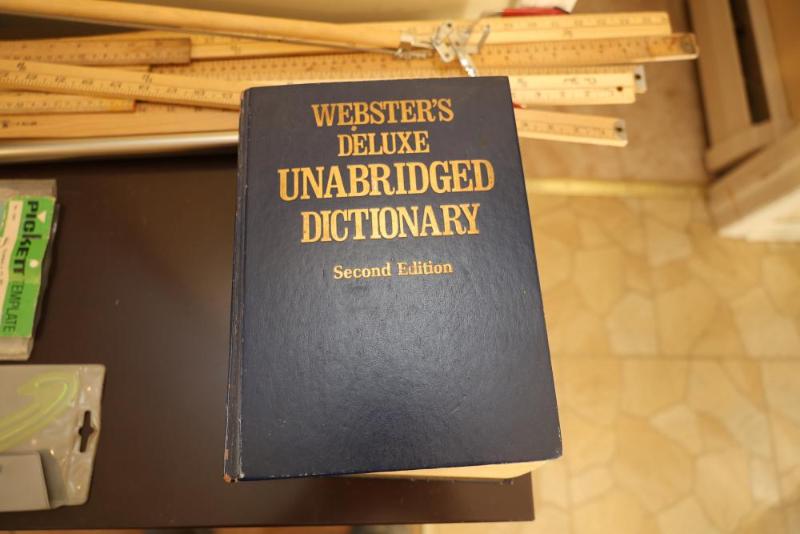 WEBSTER'S
DELUXE
UNABRIDGED
DICTIONARY
Second Edition
PICKETT
TEMPLATE